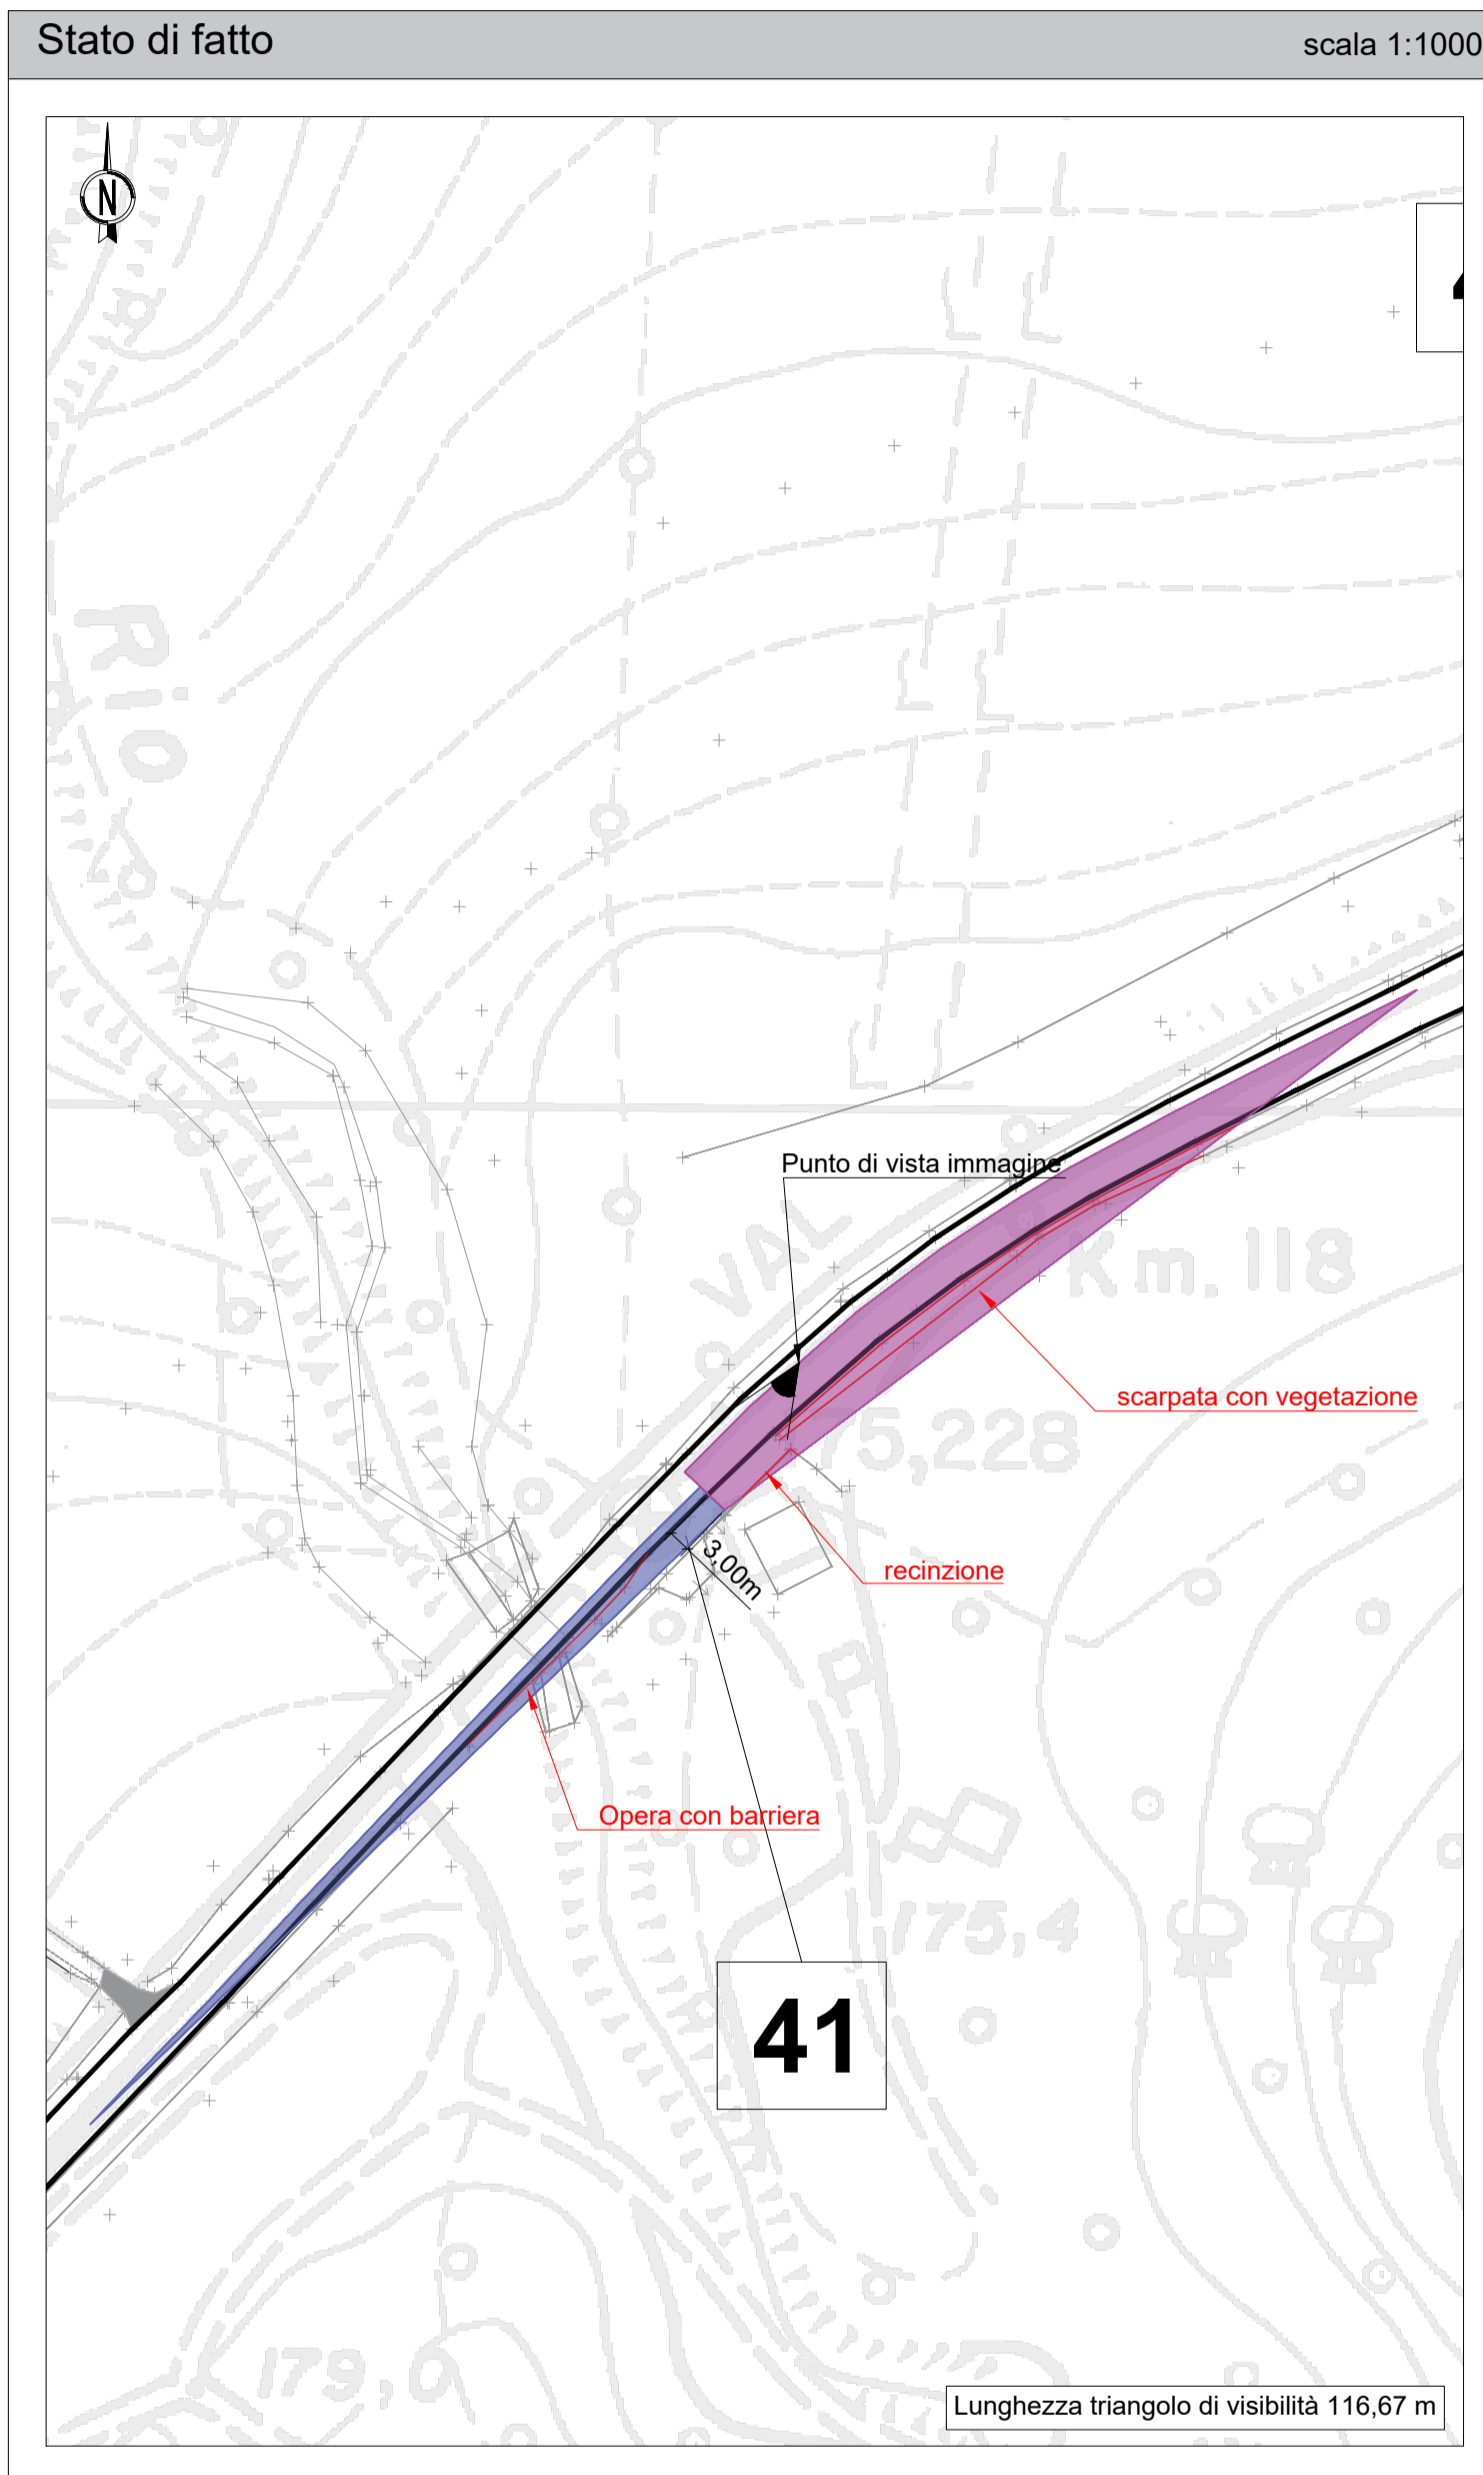 Stato di fatto
scala 1:1000
N
Rio
Punto di vista immagine
VAL
Km.118
scarpata con vegetazione
75,228
recinzione
3,00m
Opera con barriera
175,4
41
179,0
Lunghezza triangolo di visibilità 116,67 m